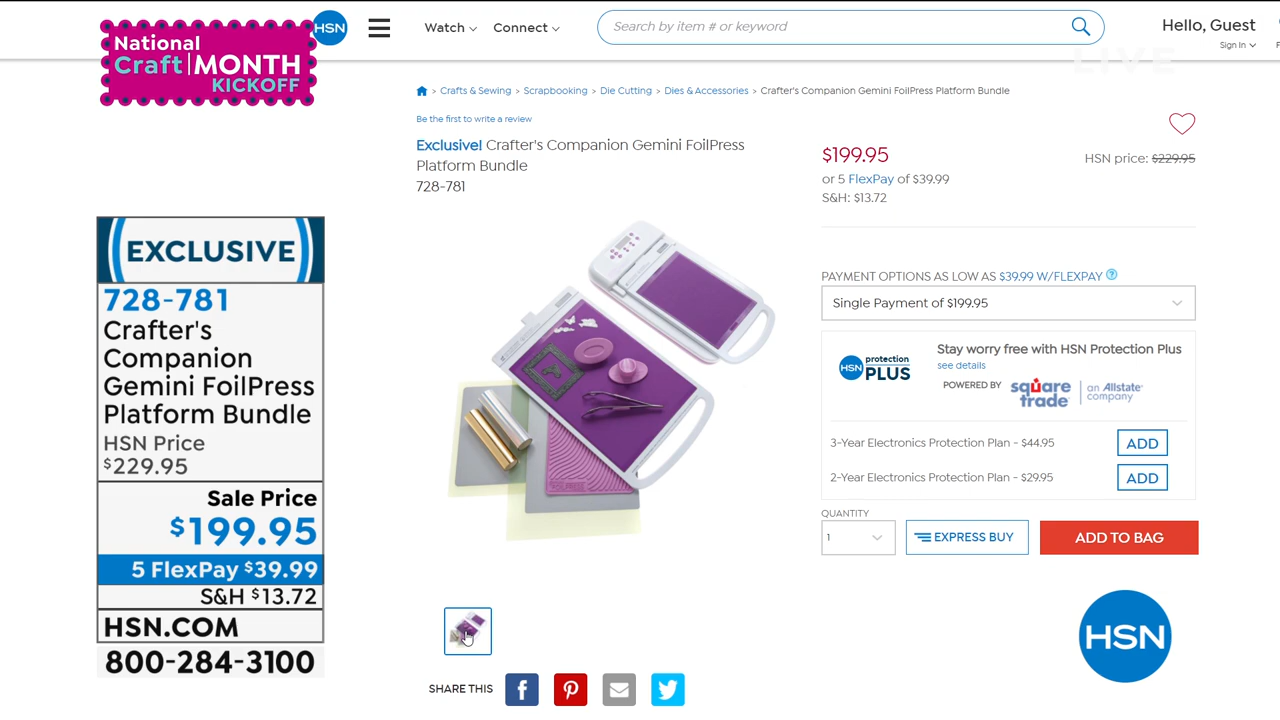 National
Craft MONTH
KICKOFF
HSN
Watch
Connect
Search by item # or keyword
Hello, Guest
Sign In
LIVE
> Crafts & Sewing > Scrapbooking > Die Cutting > Dies & Accessories > Crafter's Companion Gemini FoilPress Platform Bundle
Be the first to write a review
Exclusive! Crafter's Companion Gemini FoilPress
Platform Bundle
728-781
$199.95
HSN price: $229.95
or 5 FlexPay of $39.99
S&H: $13.72
EXCLUSIVE
728-781
Crafter's
Companion
Gemini FoilPress
Platform Bundle
HSN Price
$229.95
Sale Price
$199.95
5 FlexPay $39.99
S&H $13.72
HSN.COM
800-284-3100
PAYMENT OPTIONS AS LOW AS $39.99 W/FLEXPAY ?
Single Payment of $199.95
HSN protection PLUS
Stay worry free with HSN Protection Plus
see details
POWERED BY
square trade
an Allstate company
3-Year Electronics Protection Plan - $44.95
ADD
2-Year Electronics Protection Plan - $29.95
ADD
QUANTITY
1
EXPRESS BUY
ADD TO BAG
HSN
SHARE THIS